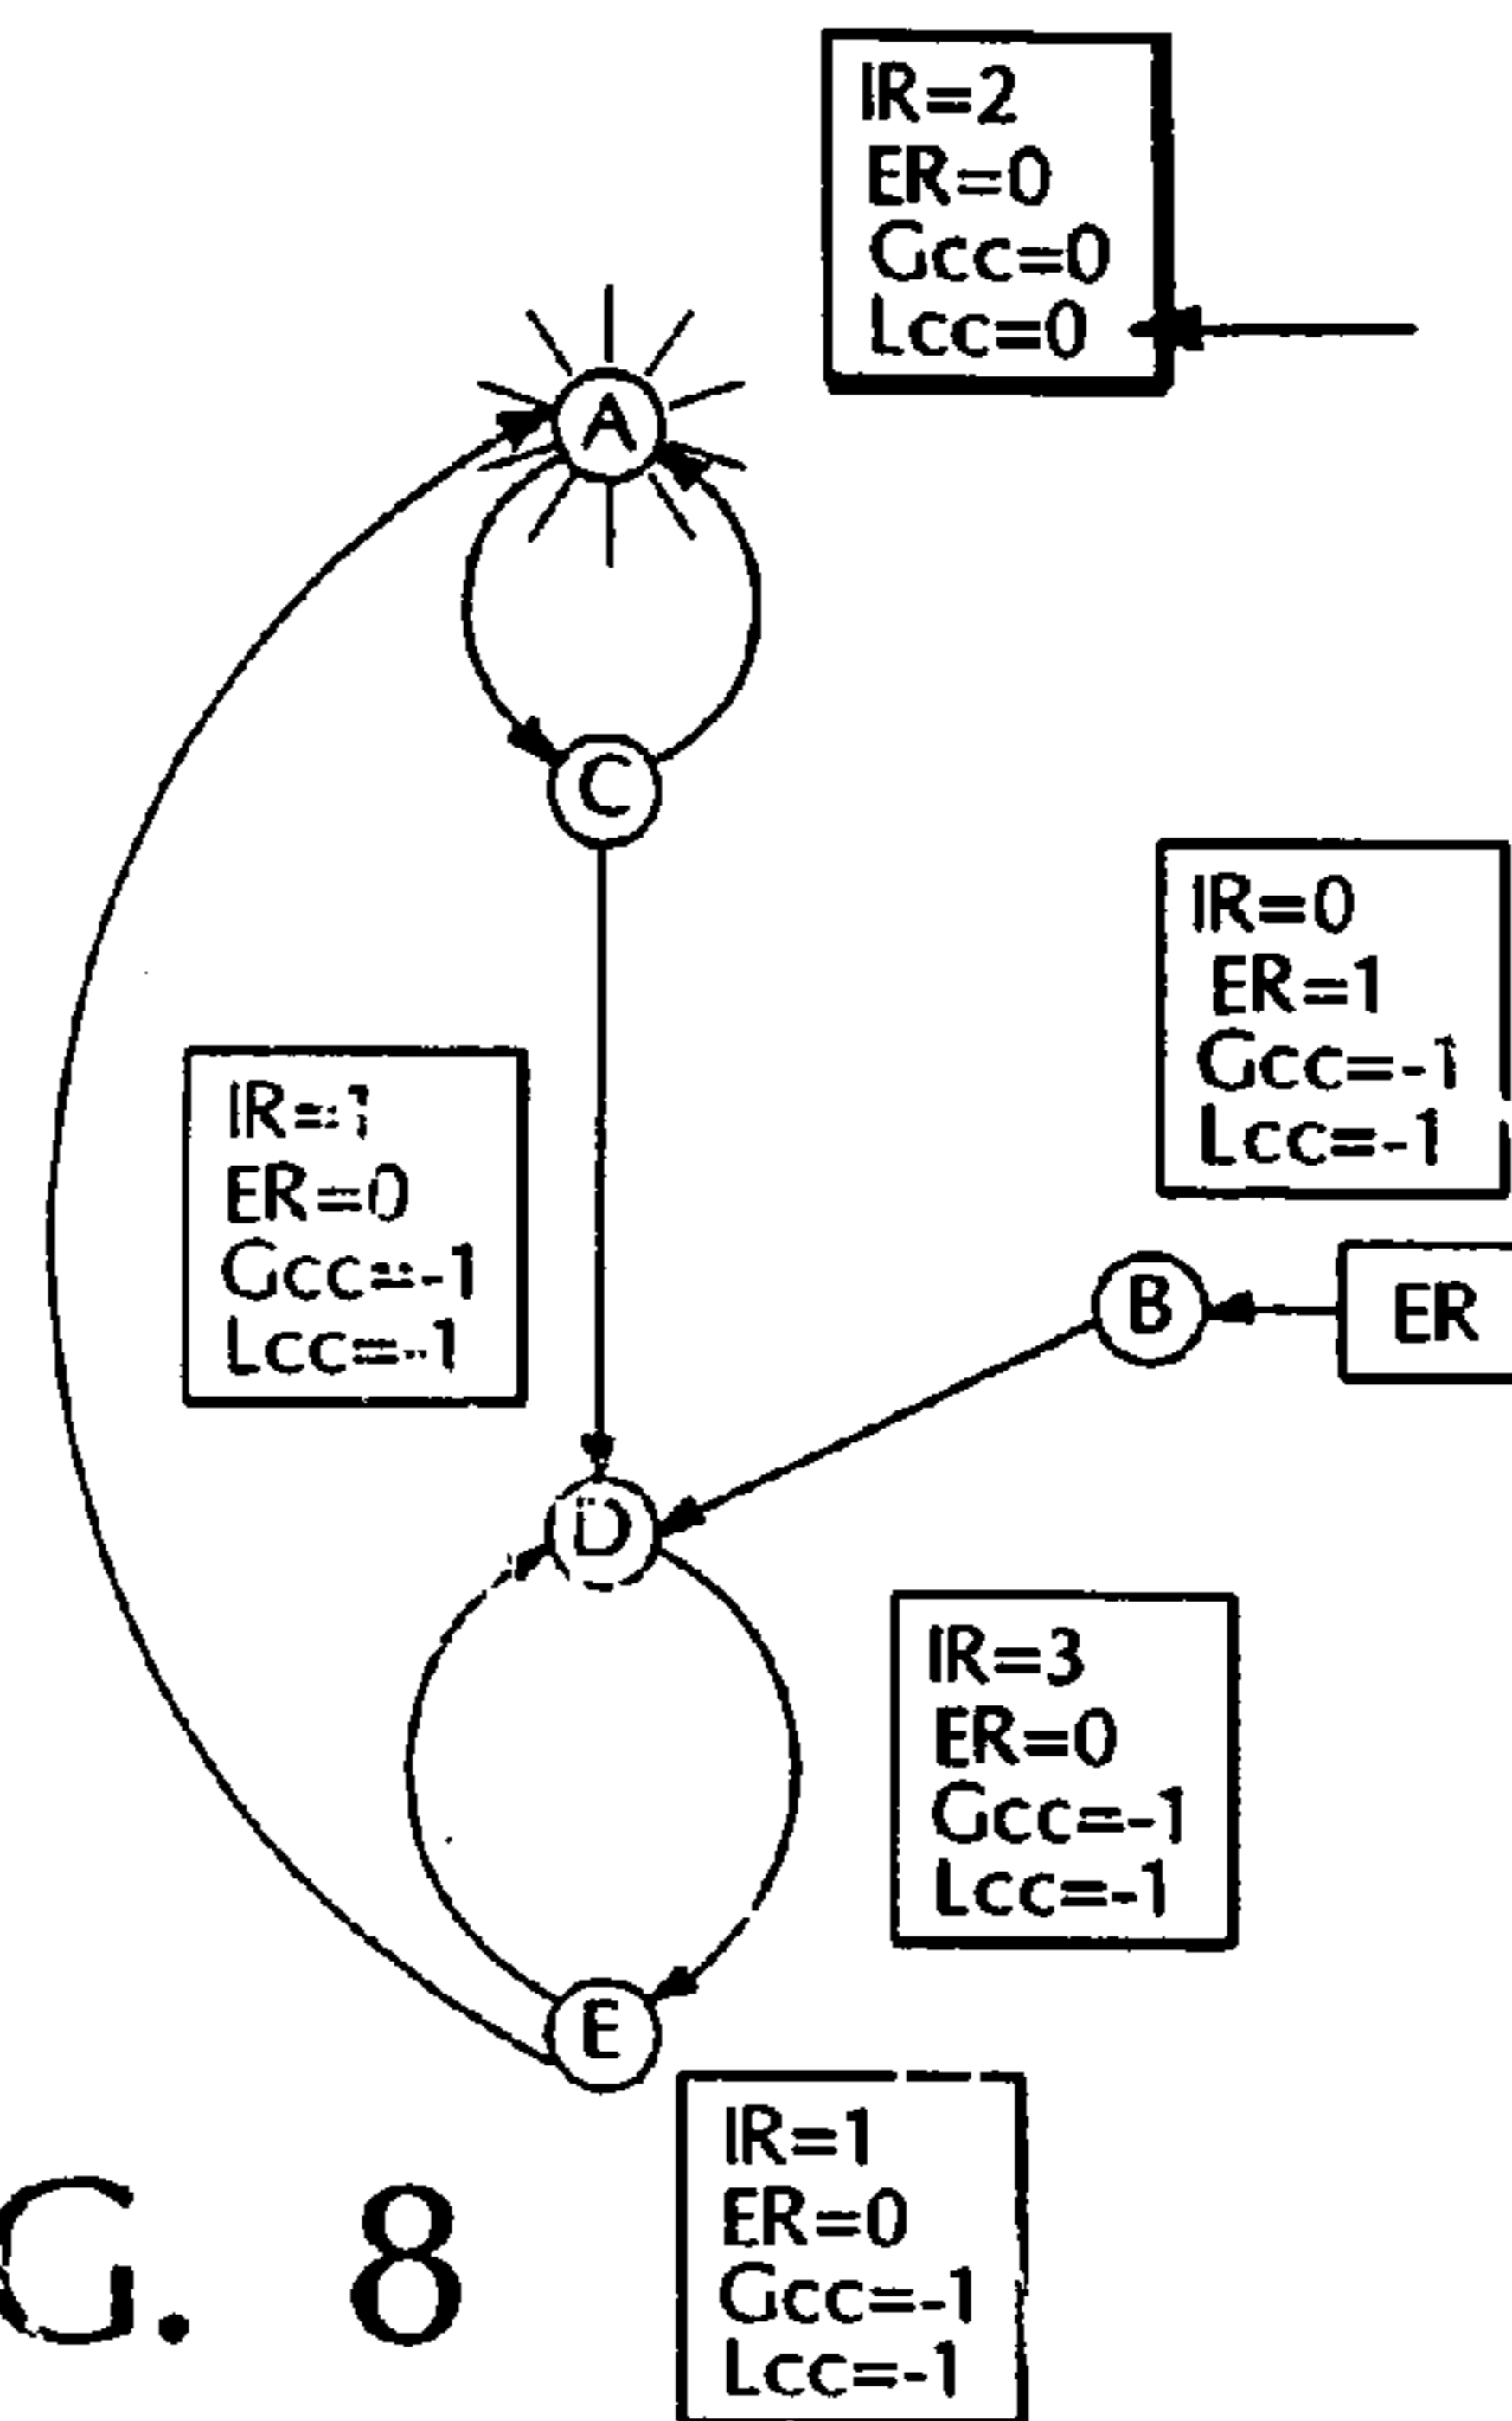 IR=2
ER=0
Gcc=0
Lcc=0
A
C
IR=0
ER=1
Gcc=-1
Lcc=-1
IR=1
ER=0
Gcc=-1
Lcc=-1
B
ER
D
IR=3
ER=0
Gcc=-1
Lcc=-1
E
IR=1
ER=0
Gcc=-1
Lcc=-1
G. 8